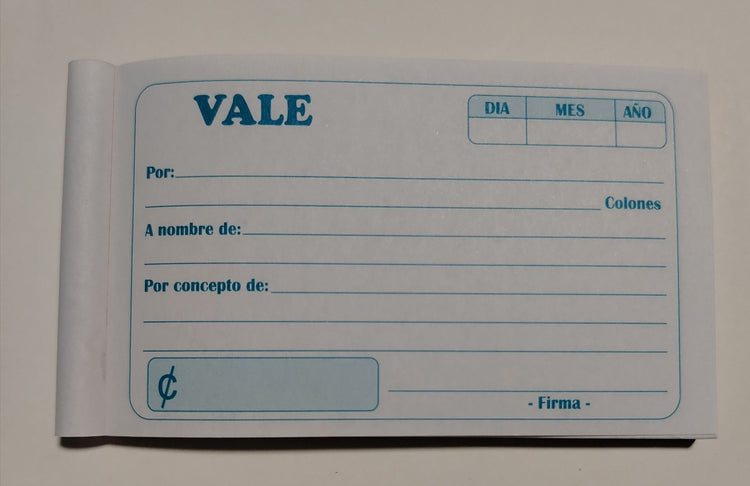 VALE
DIA MES AÑO
Por:
Colones
A nombre de:
Por concepto de:
₡
- Firma -